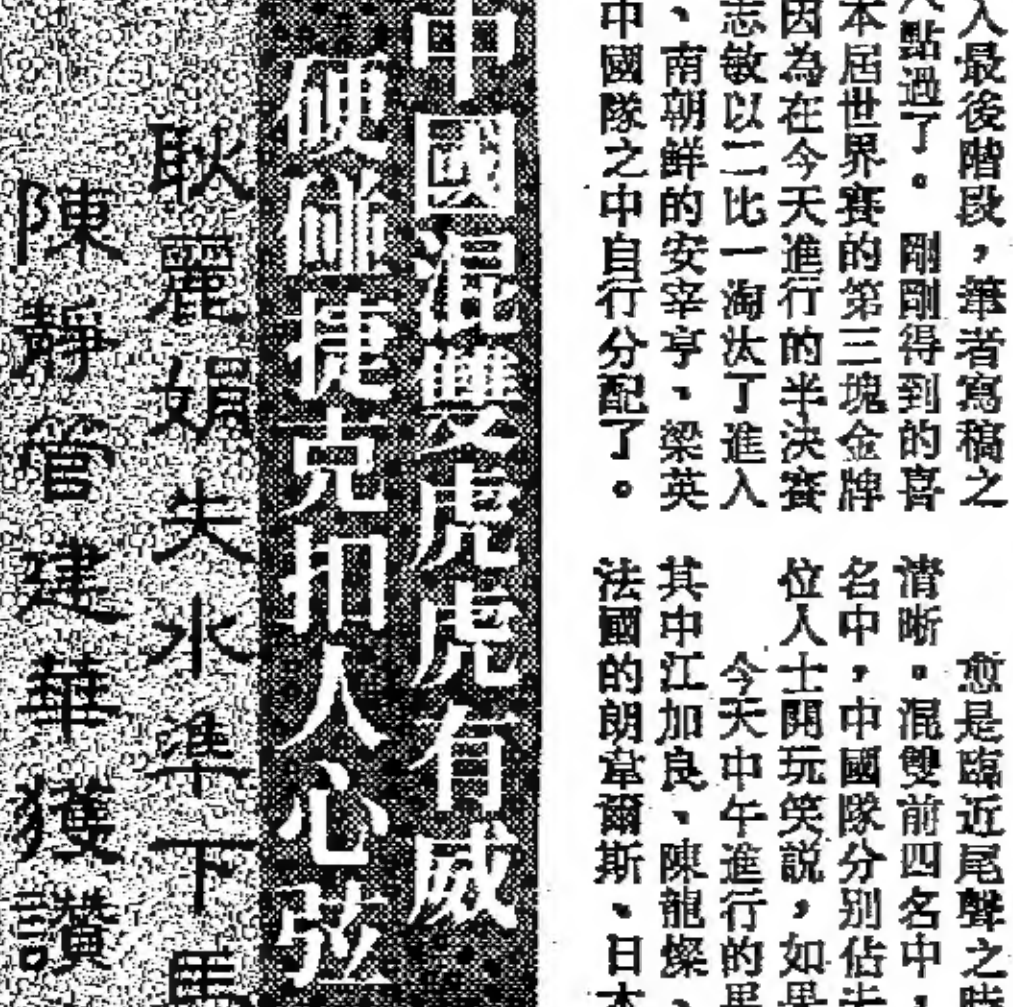 入最後階段，筆者寫稿之
點過了。剛剛得到的喜
本屆世界賽的第三塊金牌
因為在今天進行的半決賽
志敏以二比一淘汰了進入
、南朝鮮的安宰亨、梁英
中國隊之中自行分配了。
愈是臨近尾聲之
清晰。混雙前四名中，
名中，中國隊分別佔
位人士開玩笑説，如果
今天中午進行的
其中江加良、陳龍燦、
法國的朗堂爾斯、日本
中國混雙虎虎有威
硬碰捷克扣人心弦
耿麗娟失水準下馬
陳靜管建華獲讚